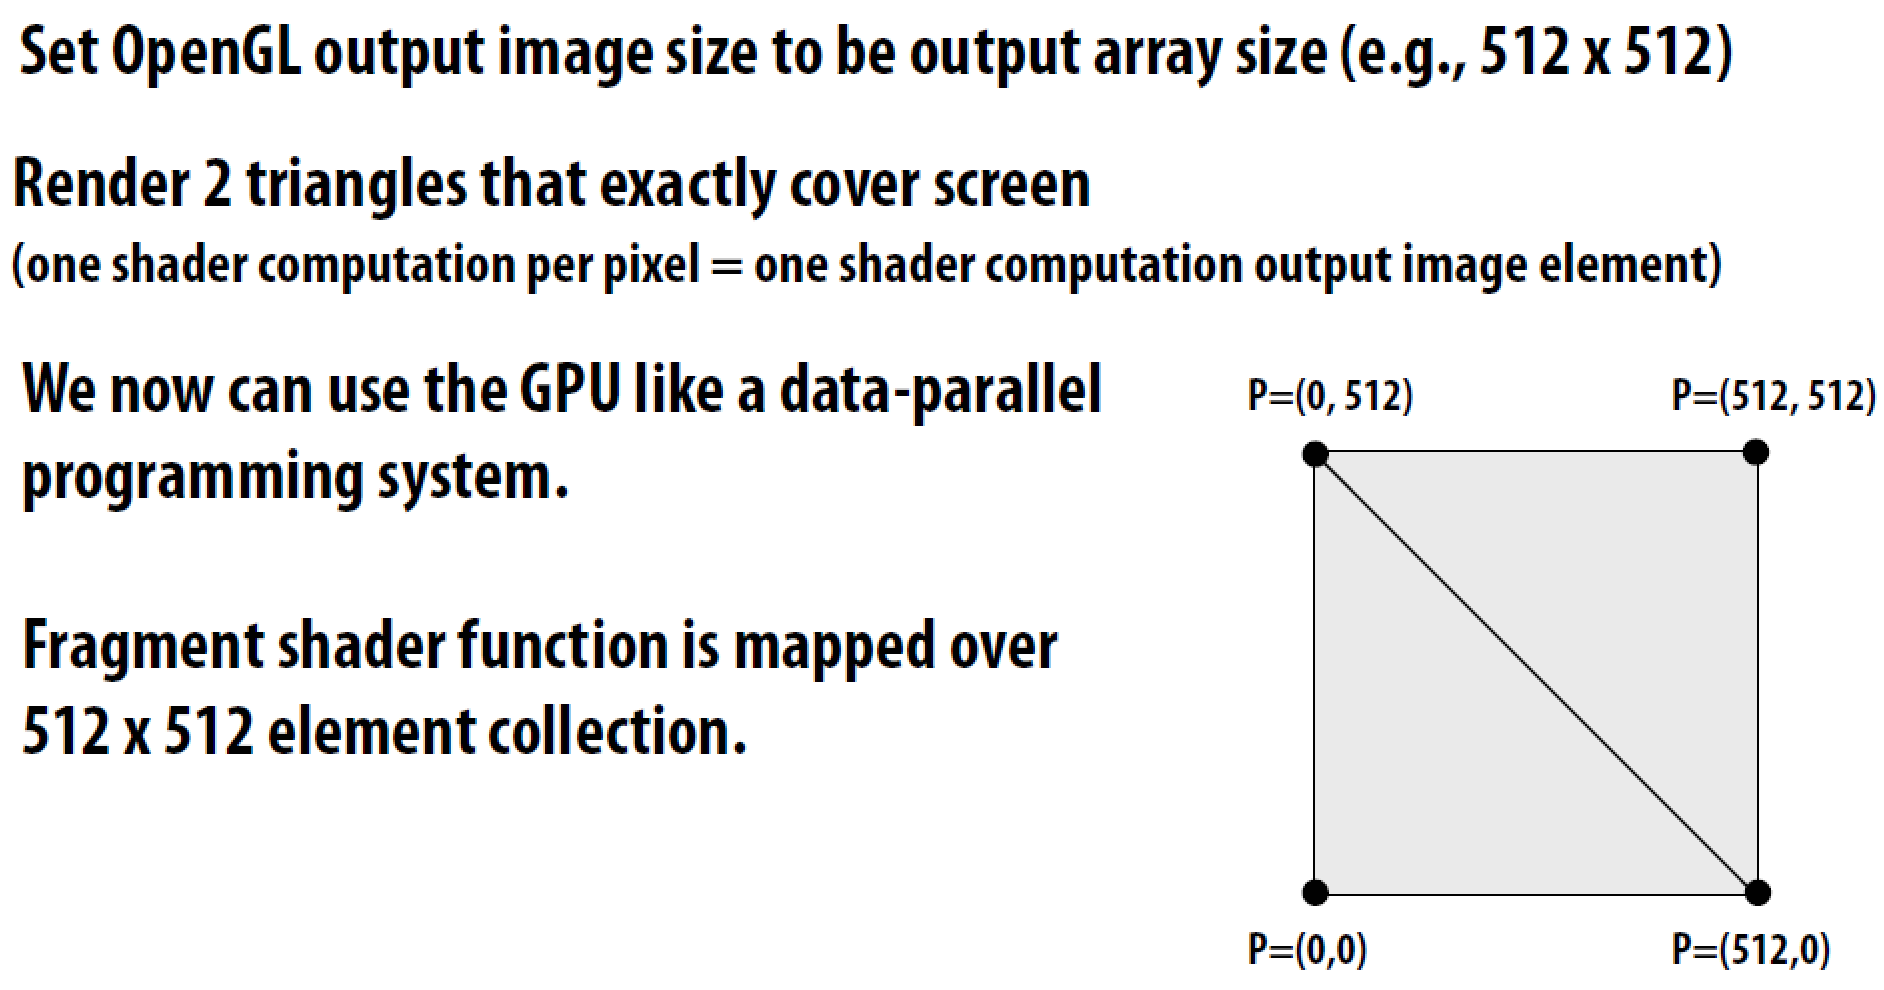 Set OpenGL output image size to be output array size (e.g., 512 x 512)
Render 2 triangles that exactly cover screen
(one shader computation per pixel = one shader computation output image element)
We now can use the GPU like a data-parallel
programming system.
Fragment shader function is mapped over
512 x 512 element collection.
P=(0, 512)
P=(512, 512)
P=(0,0)
P=(512,0)